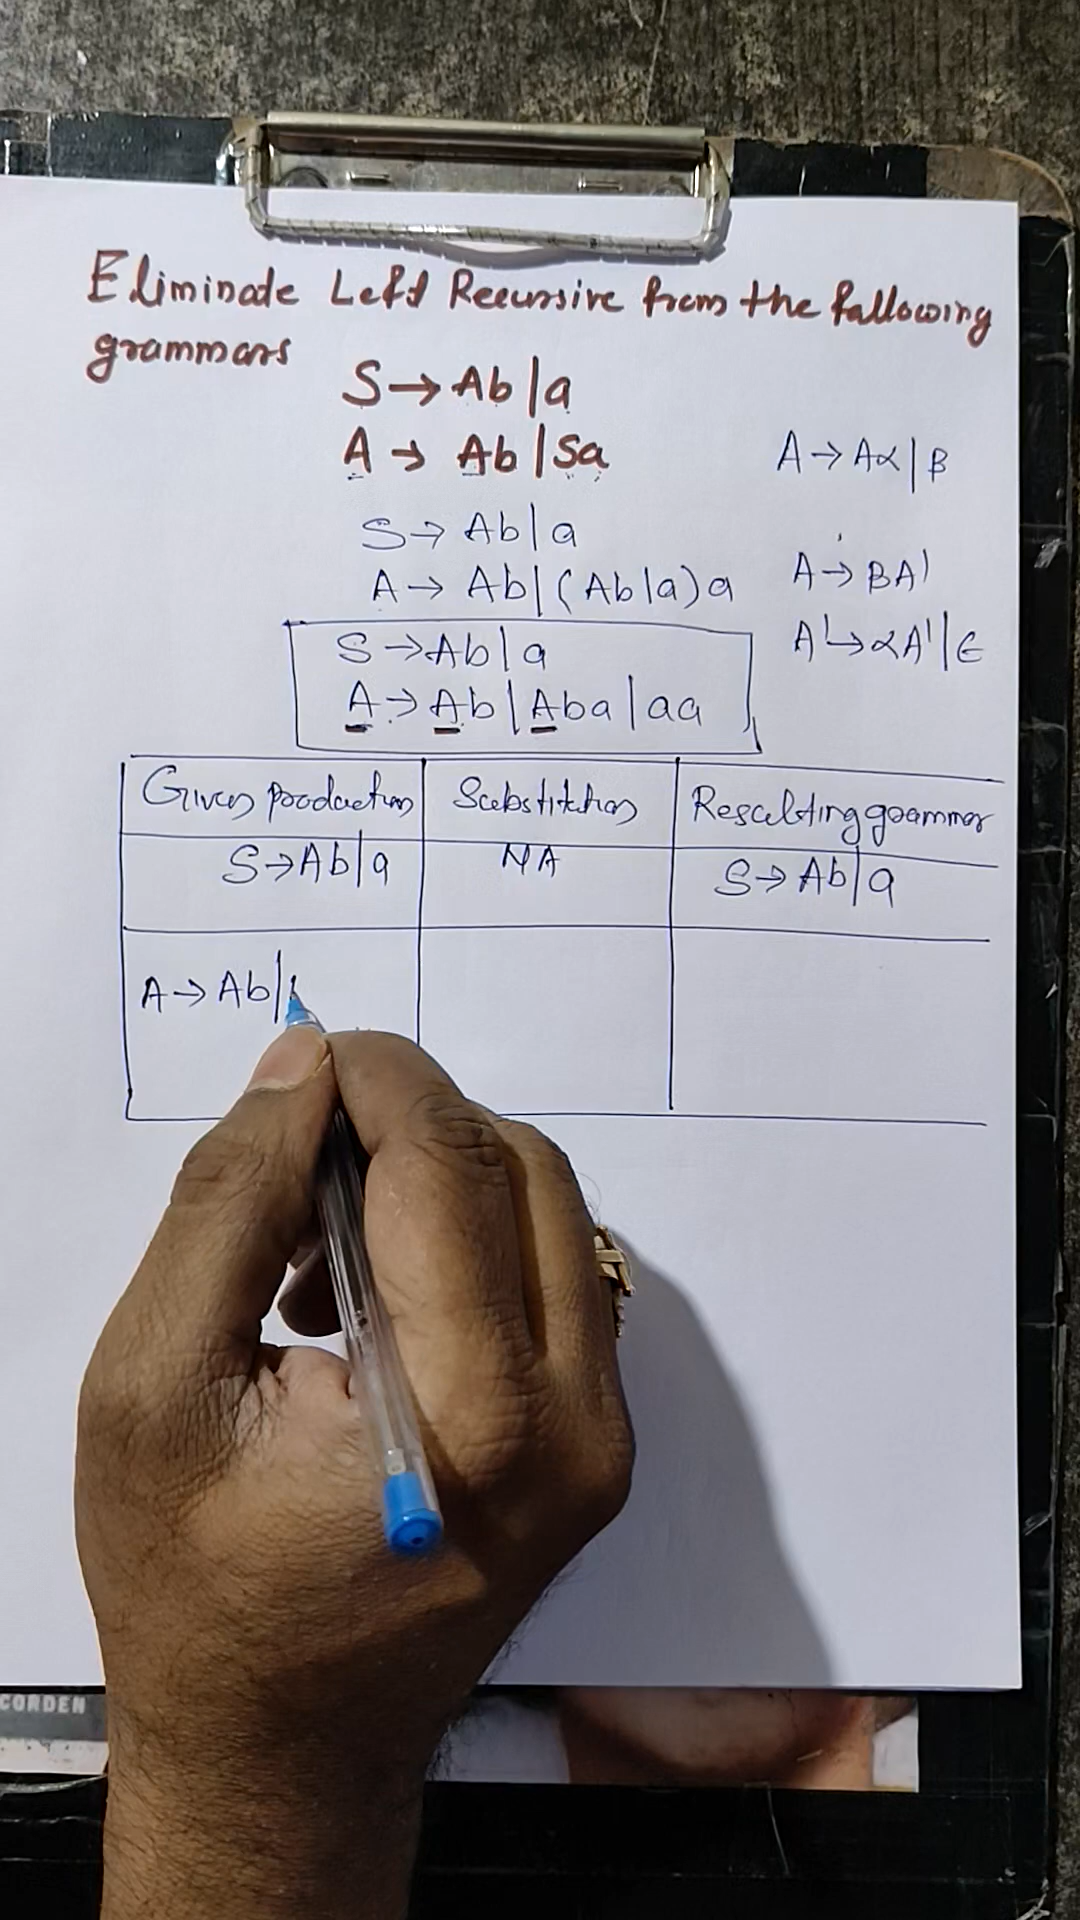 Eliminate Left Recursive from the following
grammars
S → Ab | a
A → Ab | Sa
A → Aα | B
S → Ab | a
A → BA'
A → Ab | (Ab | a) a
A' → αA' | ϵ
S → Ab | a
A → Ab | Aba | aa
Given production
Substitution
Resulting grammar
S → Ab | a
NA
S → Ab | a
A → Ab |
CORDEN